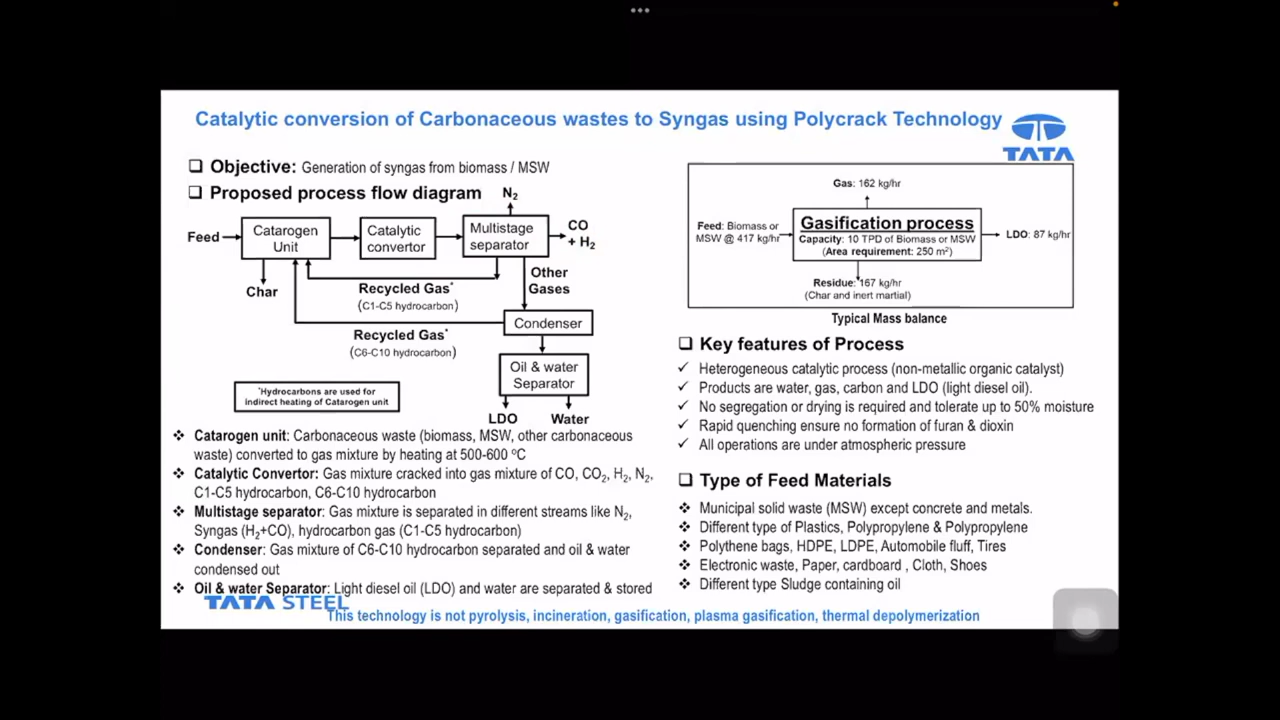 Catalytic conversion of Carbonaceous wastes to Syngas using Polycrack Technology
TATA
Objective: Generation of syngas from biomass / MSW
Proposed process flow diagram
N2
Feed
Catarogen
Unit
Catalytic
convertor
Multistage
separator
CO
+ H2
Char
Recycled Gas*
(C1-C5 hydrocarbon)
Other
Gases
Recycled Gas*
(C6-C10 hydrocarbon)
Condenser
Oil & water
Separator
*Hydrocarbons are used for
indirect heating of Catarogen unit
LDO
Water
Catarogen unit: Carbonaceous waste (biomass, MSW, other carbonaceous
waste) converted to gas mixture by heating at 500-600 ºC
Catalytic Convertor: Gas mixture cracked into gas mixture of CO, CO2, H2, N2,
C1-C5 hydrocarbon, C6-C10 hydrocarbon
Multistage separator: Gas mixture is separated in different streams like N2,
Syngas (H2+CO), hydrocarbon gas (C1-C5 hydrocarbon)
Condenser: Gas mixture of C6-C10 hydrocarbon separated and oil & water
condensed out
Oil & water Separator: Light diesel oil (LDO) and water are separated & stored
Gas: 162 kg/hr
Feed: Biomass or
MSW @ 417 kg/hr
Gasification process
Capacity: 10 TPD of Biomass or MSW
(Area requirement: 250 m²)
LDO: 87 kg/hr
Residue: 167 kg/hr
(Char and inert martial)
Typical Mass balance
Key features of Process
Heterogeneous catalytic process (non-metallic organic catalyst)
Products are water, gas, carbon and LDO (light diesel oil).
No segregation or drying is required and tolerate up to 50% moisture
Rapid quenching ensure no formation of furan & dioxin
All operations are under atmospheric pressure
Type of Feed Materials
Municipal solid waste (MSW) except concrete and metals.
Different type of Plastics, Polypropylene & Polypropylene
Polythene bags, HDPE, LDPE, Automobile fluff, Tires
Electronic waste, Paper, cardboard , Cloth, Shoes
Different type Sludge containing oil
TATA STEEL
This technology is not pyrolysis, incineration, gasification, plasma gasification, thermal depolymerization